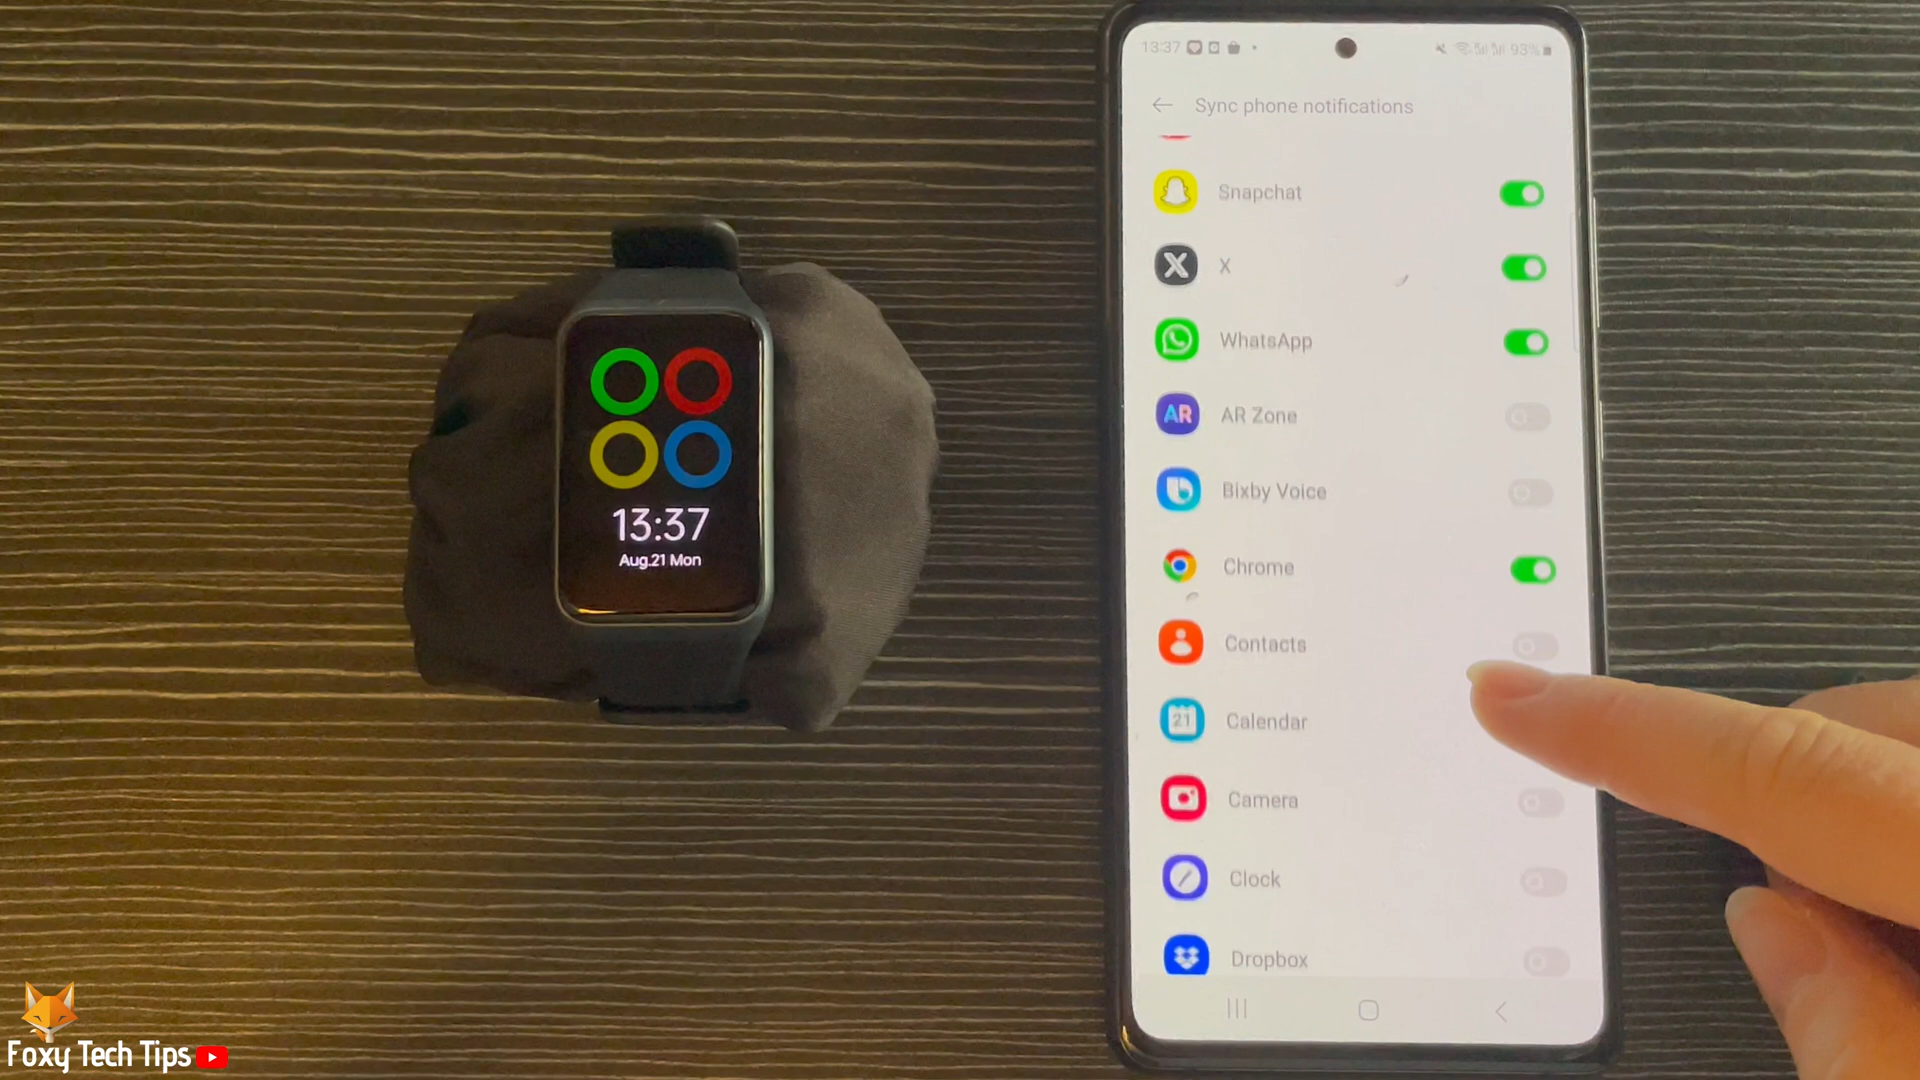 13:37
93%
Sync phone notifications
Snapchat
X
WhatsApp
AR
AR Zone
Bixby Voice
Chrome
Contacts
21
Calendar
Camera
Clock
Dropbox
13:37
Aug.21 Mon
Foxy Tech Tips